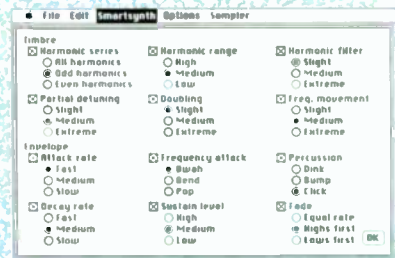 File Edit Smartsynth Options Sampler
Timbre
Harmonic series Harmonic range Harmonic filter
All harmonics High Slight
Odd harmonics Medium Medium
Even harmonics Low Extreme
Partial detuning Doubling Freq. movement
Slight Slight Slight
Medium Medium Medium
Extreme Extreme Extreme
Envelope
Attack rate Frequency attack Percussion
Fast Bwah Dink
Medium Bend Bump
Slow Pop Click
Decay rate Sustain level Fade
Fast High Equal rate
Medium Medium Highs first
Slow Low Lows first OK